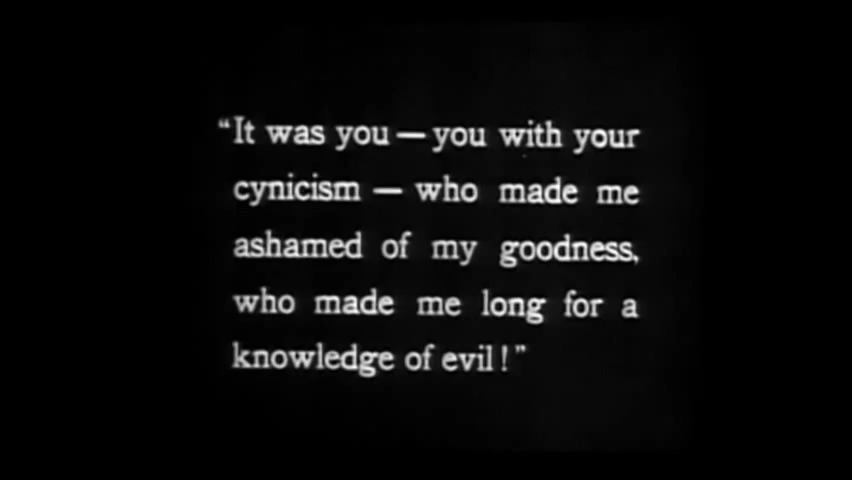 “It was you — you with your
cynicism — who made me
ashamed of my goodness,
who made me long for a
knowledge of evil!”